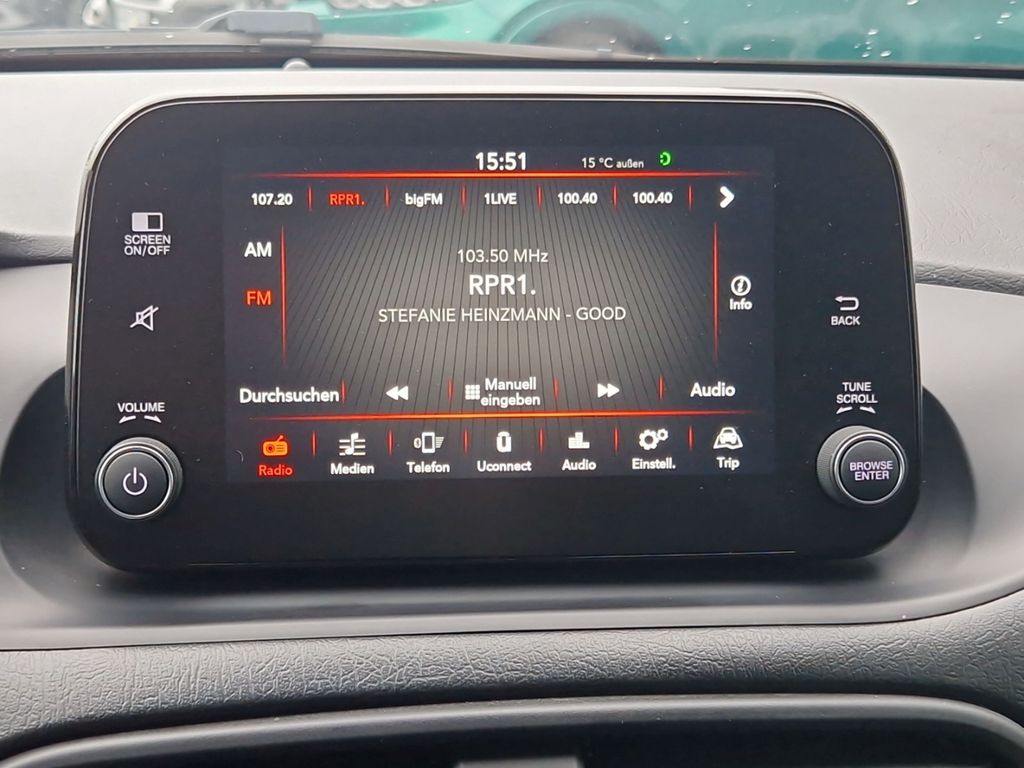 15:51
15 °C außen
107.20
RPR1.
bigFM
1LIVE
100.40
100.40
SCREEN
ON/OFF
AM
FM
103.50 MHz
RPR1.
STEFANIE HEINZMANN - GOOD
Info
BACK
Durchsuchen
Manuell
eingeben
Audio
VOLUME
TUNE
SCROLL
Radio
Medien
Telefon
Uconnect
Audio
Einstell.
Trip
BROWSE
ENTER